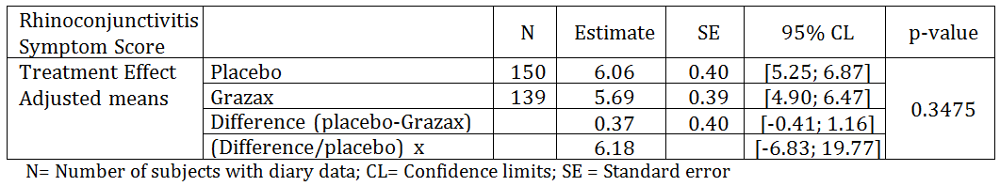 Rhinoconjunctivitis
Symptom Score
N Estimate SE 95% CL p-value
Treatment Effect
Adjusted means
Placebo 150 6.06 0.40 [5.25; 6.87]
Grazax 139 5.69 0.39 [4.90; 6.47]
0.3475
Difference (placebo-Grazax) 0.37 0.40 [-0.41; 1.16]
(Difference/placebo) x 6.18 [-6.83; 19.77]
N= Number of subjects with diary data; CL= Confidence limits; SE = Standard error